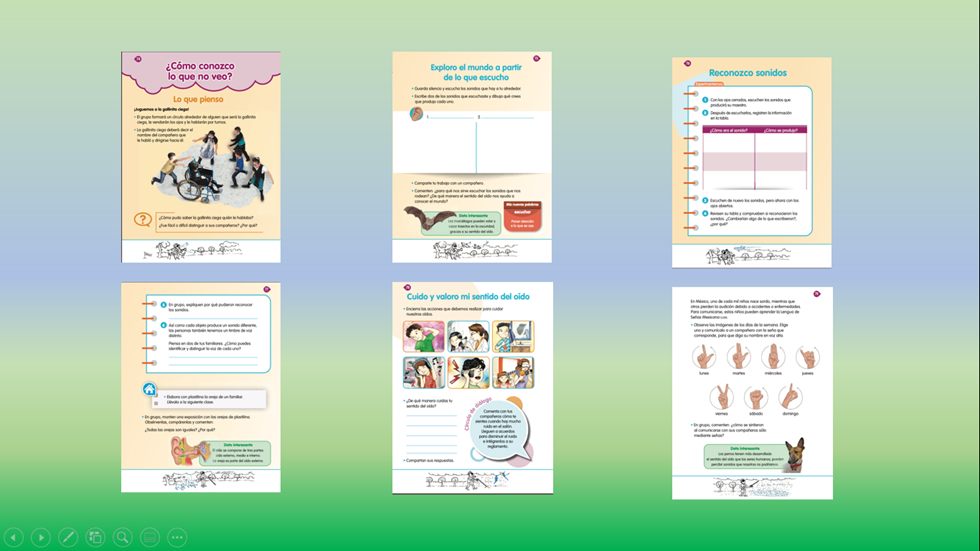 ¿Cómo conozco
lo que no veo?
Lo que pienso
¡Juguemos a la gallinita ciega!
• El grupo formará un círculo alrededor de alguien que será la gallinita
ciega, le vendarán los ojos y le hablarán por turnos.
• La gallinita ciega deberá decir el
nombre del compañero que
le habló y dirigirse hacia él.
?
¿Cómo pudo saber la gallinita ciega quién le hablaba?
¿Fue fácil o difícil distinguir a sus compañeros? ¿Por qué?
Exploro el mundo a partir
de lo que escucho
• Guarda silencio y escucha los sonidos que hay a tu alrededor.
• Escribe dos de los sonidos que escuchaste y dibuja qué crees
que produjo cada uno.
1. 2.
• Comparte tu trabajo con un compañero.
• Comenten: ¿para qué nos sirve escuchar los sonidos que nos
rodean? ¿De qué manera el sentido del oído nos ayuda a
conocer el mundo?
Dato interesante
Los murciélagos pueden volar y
cazar insectos en la oscuridad,
gracias a su sentido del oído.
Mis nuevas palabras
escuchar
Poner atención
a lo que se oye.
Reconozco sonidos
1 Con los ojos cerrados, escuchen los sonidos que
producirá su maestro.
2 Después de escucharlos, registren la información
en la tabla.
¿Cómo era el sonido? ¿Cómo se produjo?
3 Escuchen de nuevo los sonidos, pero ahora con los
ojos abiertos.
4 Revisen su tabla y comprueben si reconocieron los
sonidos. ¿Cambiarían algo de lo que escribieron?,
¿por qué?
5 En grupo, expliquen por qué pudieron reconocer
los sonidos.
6 Así como cada objeto produce un sonido diferente,
las personas también tenemos un timbre de voz
distinto.
Piensa en dos de tus familiares. ¿Cómo puedes
identificar y distinguir la voz de cada uno?
• Elabora con plastilina la oreja de un familiar.
Llévala a la siguiente clase.
• En grupo, monten una exposición con las orejas de plastilina.
Obsérvenlas, compárenlas y comenten:
¿Todas las orejas son iguales? ¿Por qué?
Dato interesante
El oído se compone de tres partes:
oído externo, medio e interno.
La oreja es parte del oído externo.
Cuido y valoro mi sentido del oído
• Encierra las acciones que debemos realizar para cuidar
nuestros oídos.
• ¿De qué manera cuidas tu
sentido del oído?
• Compartan sus respuestas.
Círculo de diálogo
Comenta con tus
compañeros cómo te
sientes cuando hay mucho
ruido en el salón.
Lleguen a acuerdos
para disminuir el ruido
e intégrenlos a su
reglamento.
En México, uno de cada mil niños nace sordo, mientras que
otros pierden la audición debido a accidentes o enfermedades.
Para comunicarse, estos niños pueden aprender la Lengua de
Señas Mexicana (LSM).
• Observa las imágenes de los días de la semana. Elige
uno y comunícalo a un compañero con la seña que
corresponde, para que diga su nombre en voz alta.
lunes martes miércoles jueves
viernes sábado domingo
• En grupo, comenten: ¿cómo se sintieron
al comunicarse con sus compañeros sólo
mediante señas?
Dato interesante
Los perros tienen más desarrollado
el sentido del oído que los seres humanos; pueden
percibir sonidos que nosotros no podríamos.